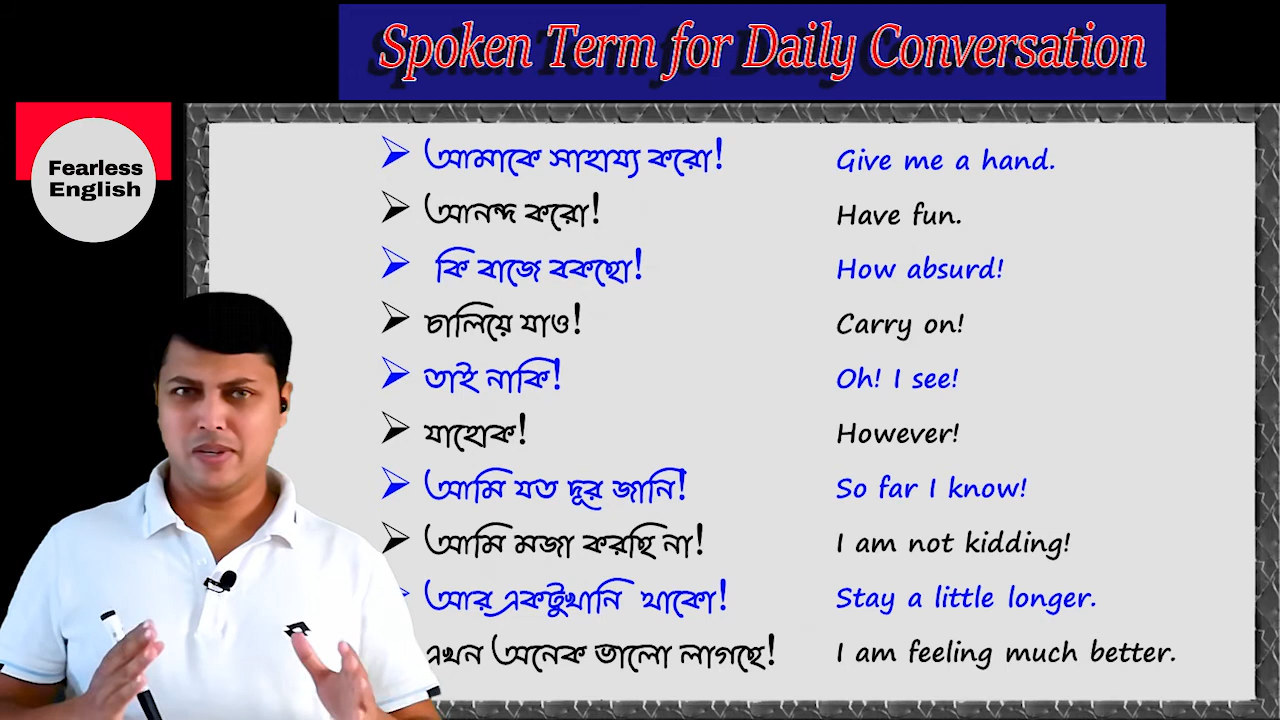 Spoken Term for Daily Conversation
Fearless
English
আমাকে সাহায্য করো! Give me a hand.
আনন্দ করো! Have fun.
কি বাজে বকছো! How absurd!
চালিয়ে যাও! Carry on!
তাই নাকি! Oh! I see!
যাহোক! However!
আমি যত দূর জানি! So far I know!
আমি মজা করছি না! I am not kidding!
আর একটুখানি থাকো! Stay a little longer.
এখন অনেক ভালো লাগছে! I am feeling much better.